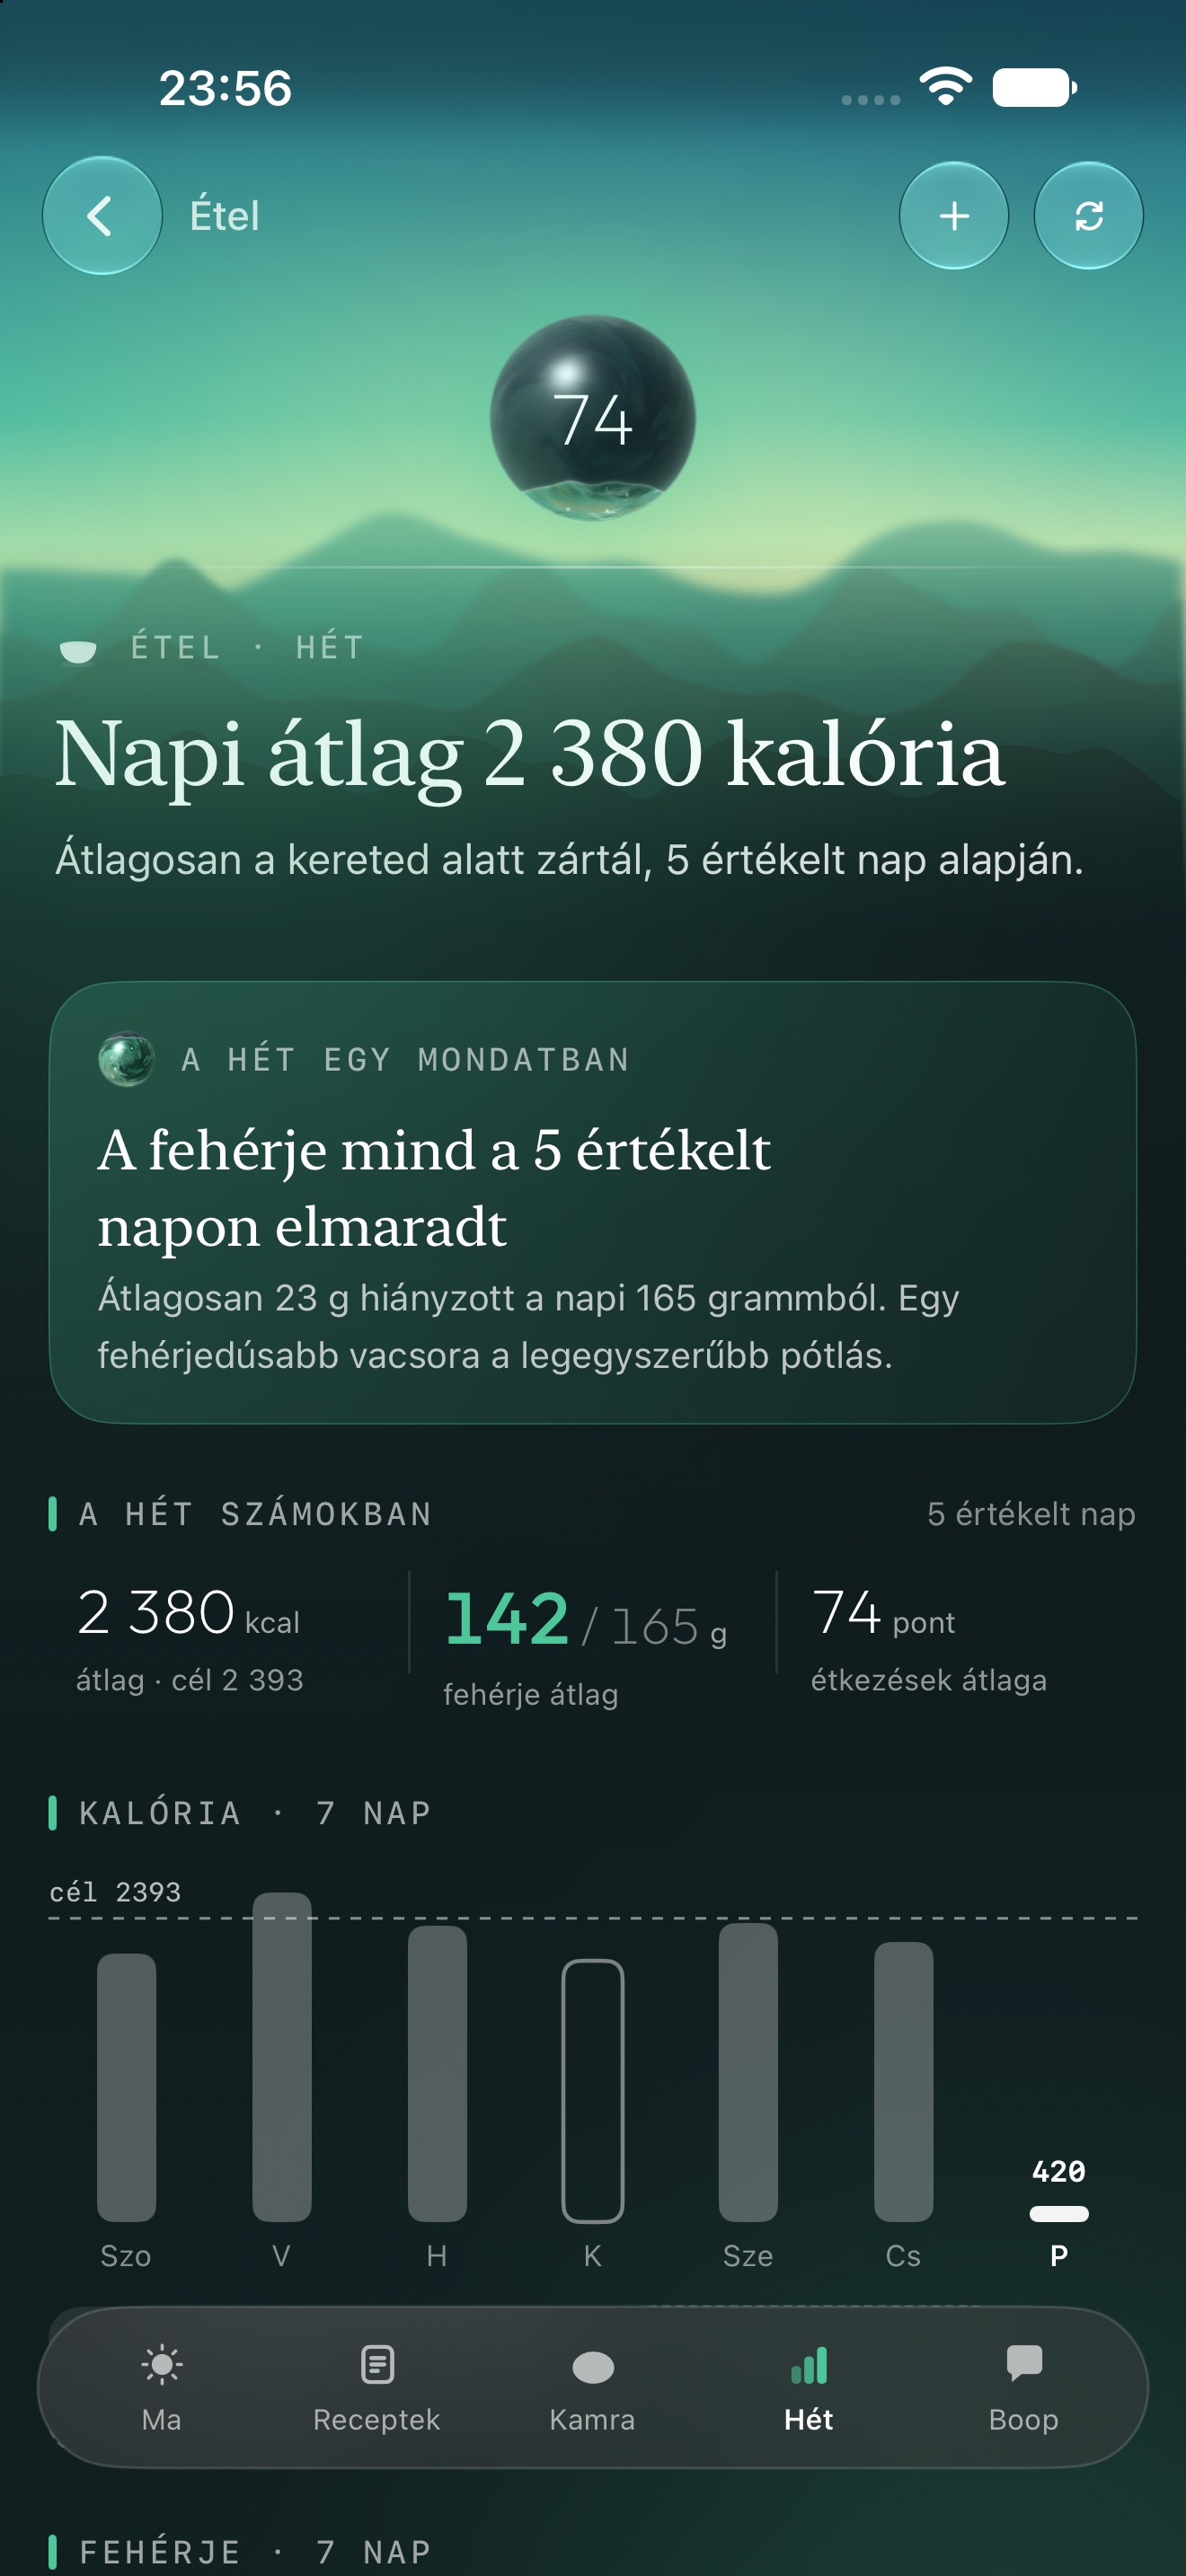 23:56
Étel
74
ÉTEL · HÉT
Napi átlag 2 380 kalória
Átlagosan a kereted alatt zártál, 5 értékelt nap alapján.
A HÉT EGY MONDATBAN
A fehérje mind a 5 értékelt
napon elmaradt
Átlagosan 23 g hiányzott a napi 165 grammból. Egy
fehérjedúsabb vacsora a legegyszerűbb pótlás.
A HÉT SZÁMOKBAN
5 értékelt nap
2 380 kcal
átlag · cél 2 393
142 / 165 g
fehérje átlag
74 pont
étkezések átlaga
KALÓRIA · 7 NAP
cél 2393
420
Szo V H K Sze Cs P
Ma Receptek Kamra Hét Boop
FEHÉRJE · 7 NAP